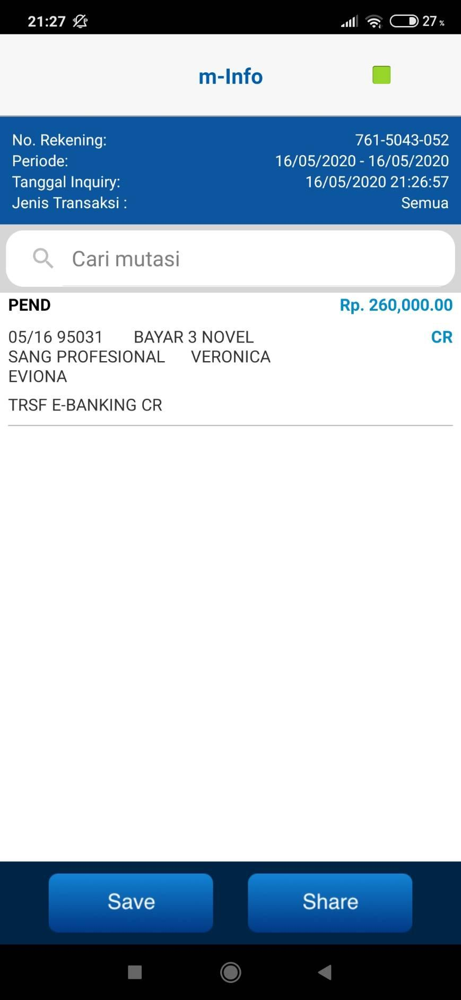 21:27 27 %
m-Info
No. Rekening: 761-5043-052
Periode: 16/05/2020 - 16/05/2020
Tanggal Inquiry: 16/05/2020 21:26:57
Jenis Transaksi : Semua
Cari mutasi
PEND Rp. 260,000.00
05/16 95031 BAYAR 3 NOVEL CR
SANG PROFESIONAL VERONICA
EVIONA
TRSF E-BANKING CR
Save Share